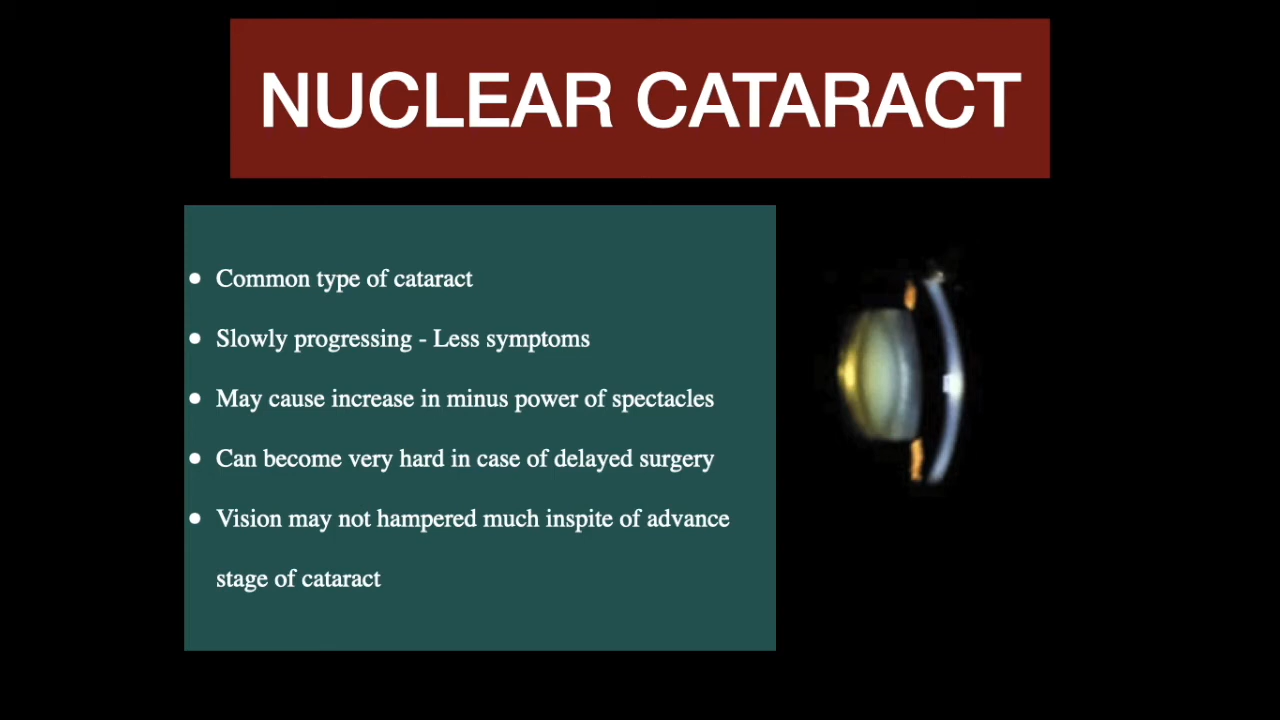 NUCLEAR CATARACT
• Common type of cataract
• Slowly progressing - Less symptoms
• May cause increase in minus power of spectacles
• Can become very hard in case of delayed surgery
• Vision may not hampered much inspite of advance
stage of cataract